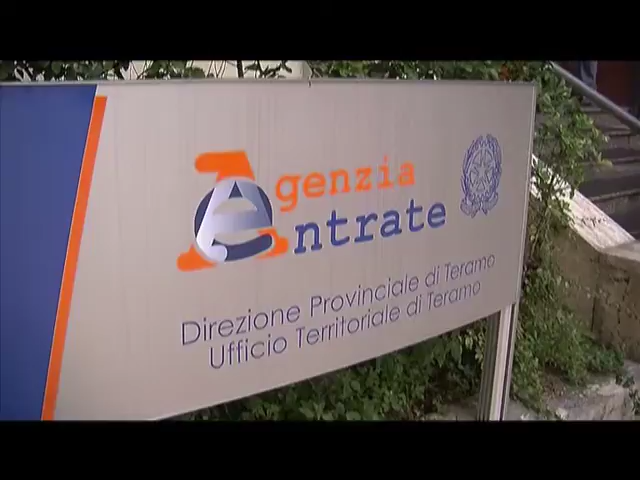 Agenzia
entrate
Direzione Provinciale di Teramo
Ufficio Territoriale di Teramo